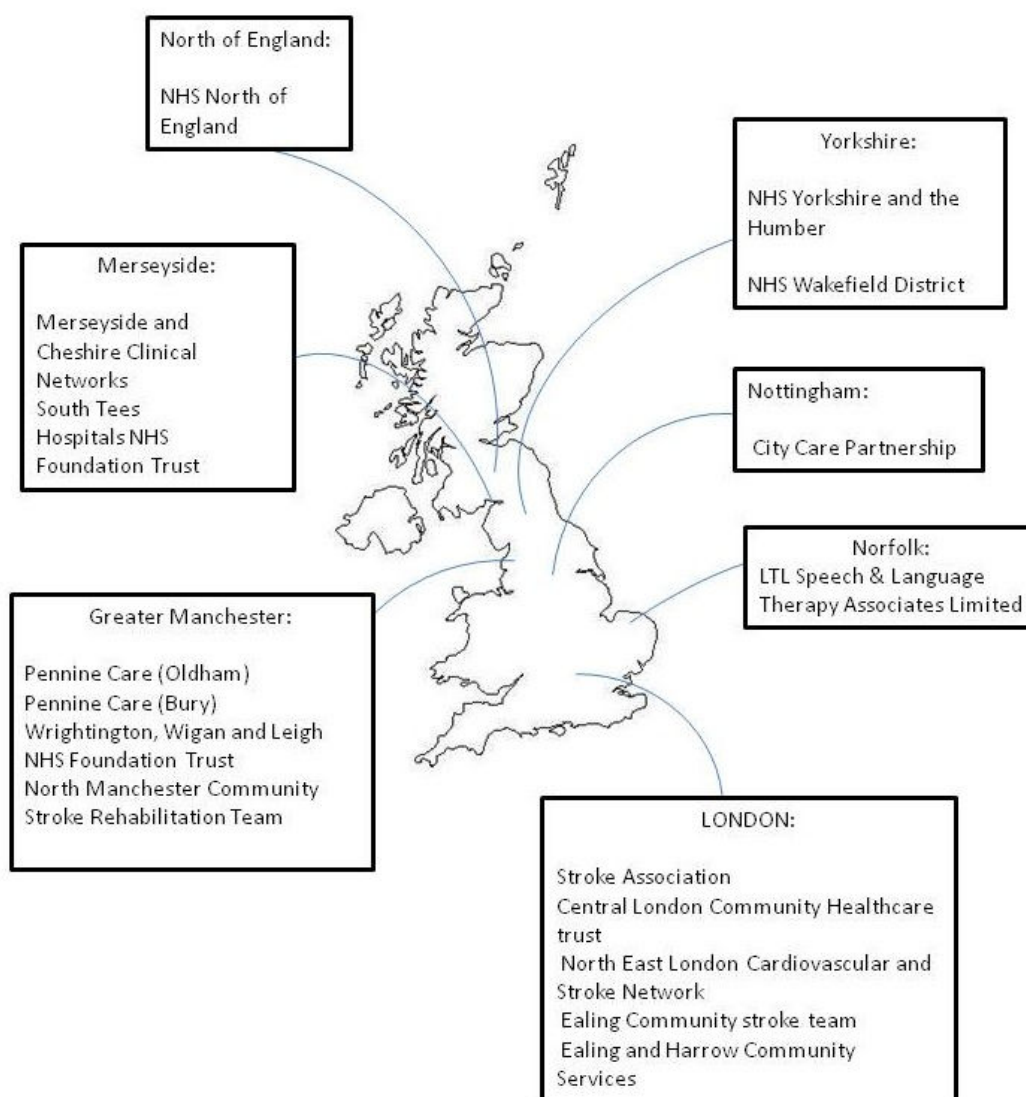 North of England:
NHS North of
England
Yorkshire:
NHS Yorkshire and the
Humber
NHS Wakefield District
Merseyside:
Merseyside and
Cheshire Clinical
Networks
South Tees
Hospitals NHS
Foundation Trust
Nottingham:
City Care Partnership
Norfolk:
LTL Speech & Language
Therapy Associates Limited
Greater Manchester:
Pennine Care (Oldham)
Pennine Care (Bury)
Wrightington, Wigan and Leigh
NHS Foundation Trust
North Manchester Community
Stroke Rehabilitation Team
LONDON:
Stroke Association
Central London Community Healthcare
trust
North East London Cardiovascular and
Stroke Network
Ealing Community stroke team
Ealing and Harrow Community
Services